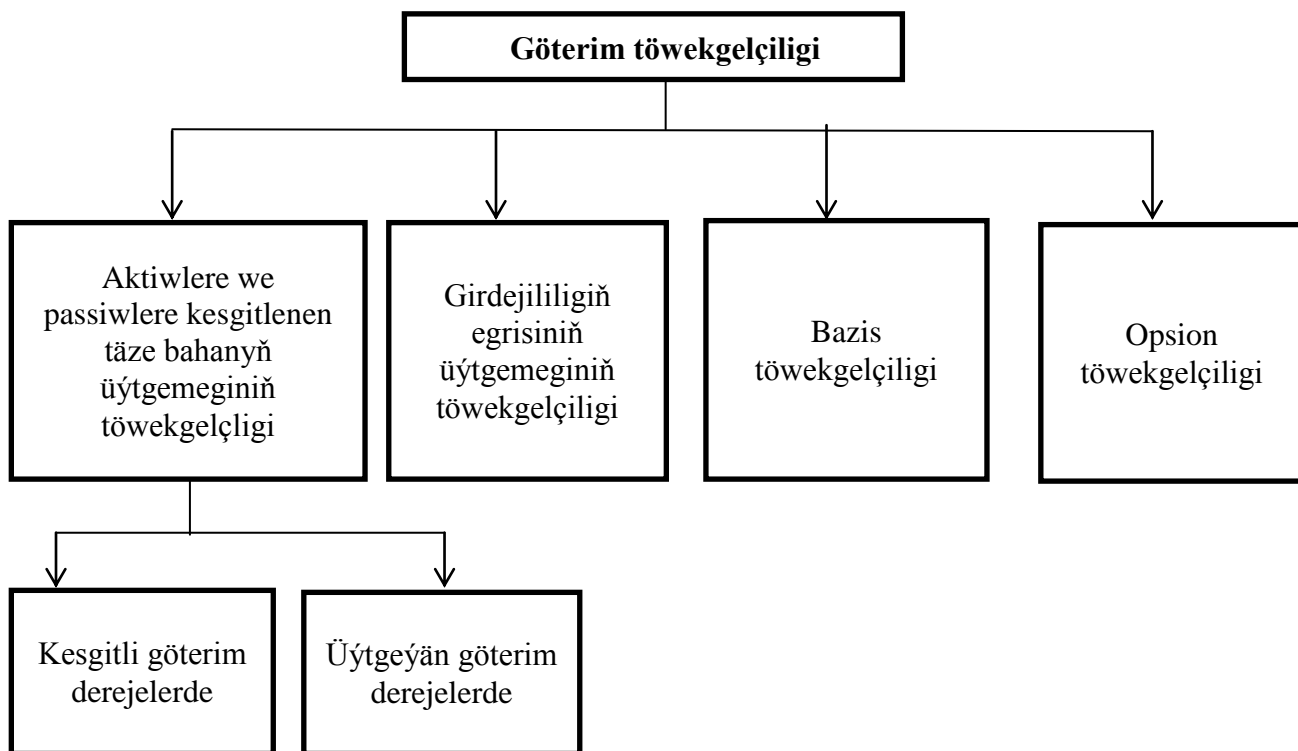 Göterim töwekgelçiligi
Aktiwlere we
passiwlere kesgitlenen
täze bahanyň
üýtgemeginiň
töwekgelçligi
Girdejililigiň
egrisiniň
üýtgemeginiň
töwekgelçiligi
Bazis
töwekgelçiligi
Opsion
töwekgelçiligi
Kesgitli göterim
derejelerde
Üýtgeýän göterim
derejelerde